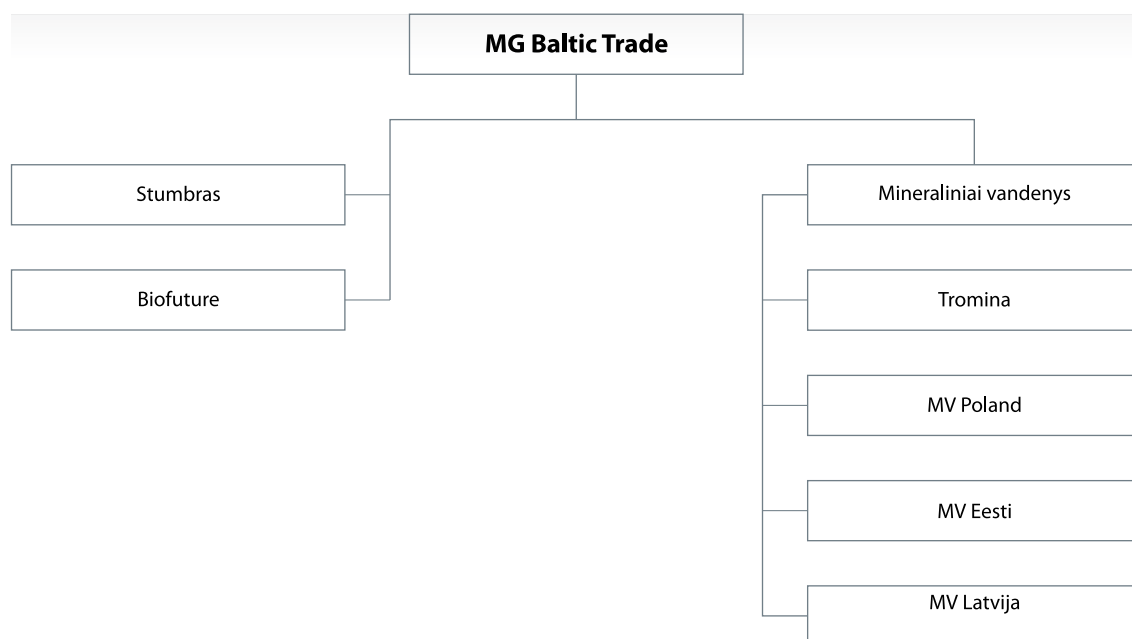 MG Baltic Trade
Stumbras
Mineraliniai vandenys
Biofuture
Tromina
MV Poland
MV Eesti
MV Latvija